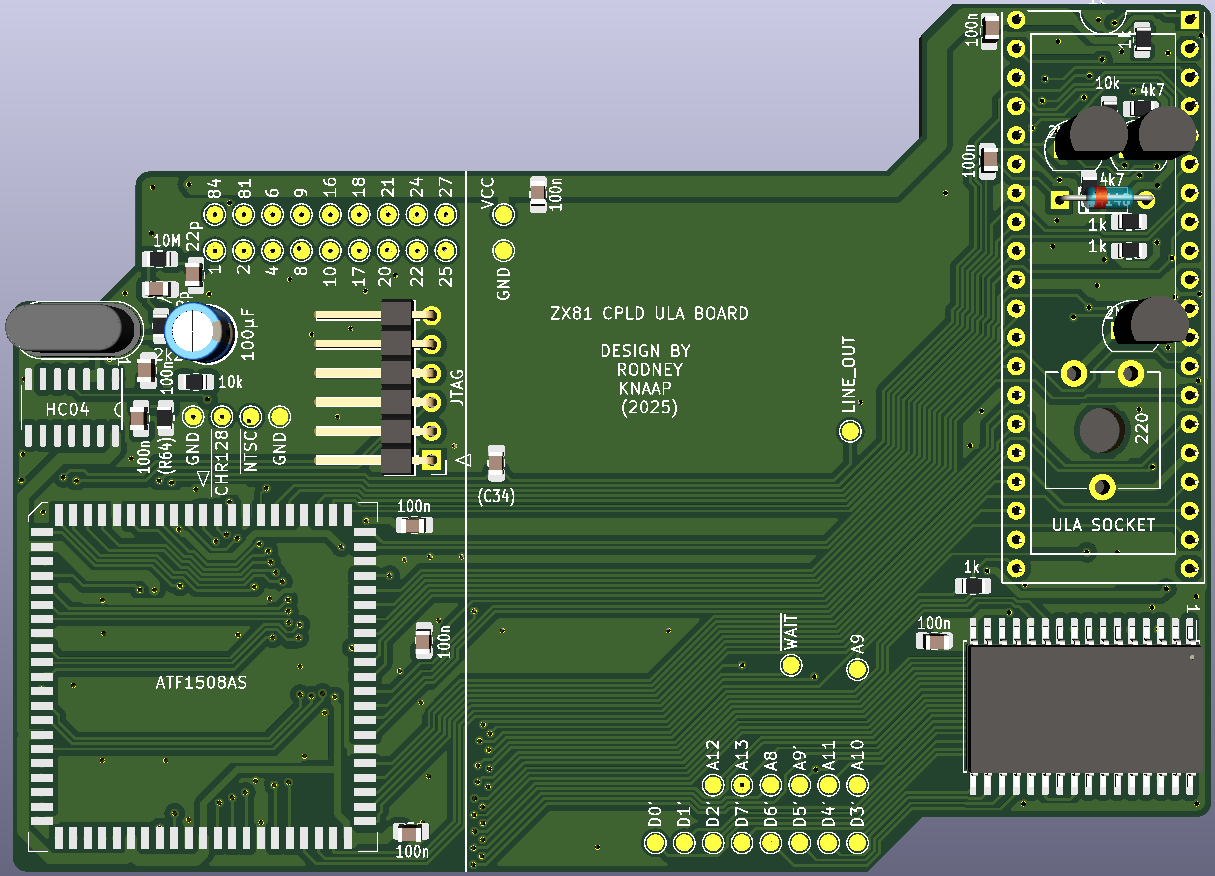 100n
1k
10k
4k7
100n
4k7
1k
1k
84 81 6 9 16 18 21 24 27
VCC
100n
10M
22p
1 2 4 8 10 17 20 22 25
GND
100µF
ZX81 CPLD ULA BOARD
DESIGN BY
RODNEY
KNAAP
(2025)
LINE_OUT
JTAG
1
100n
10k
HC04
100n
(R64)
GND
CHR128
NTSC
GND
220
(C34)
100n
ULA SOCKET
1k
1
100n
WAIT
A9
100n
ATF1508AS
A12 A13 A8 A9' A11 A10
D0' D1' D2' D7' D6' D5' D4' D3'
100n